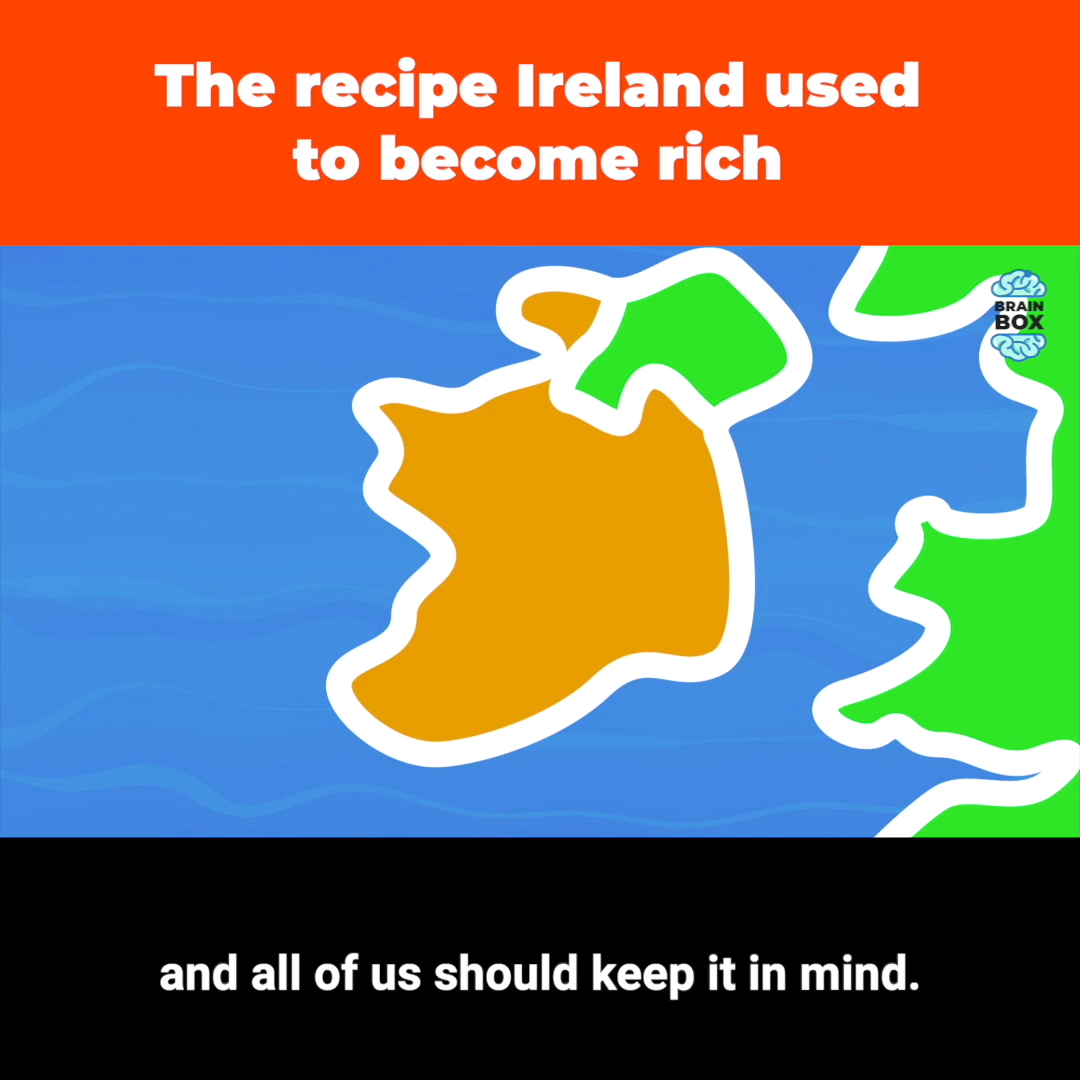 The recipe Ireland used
to become rich
BRAIN
BOX
and all of us should keep it in mind.